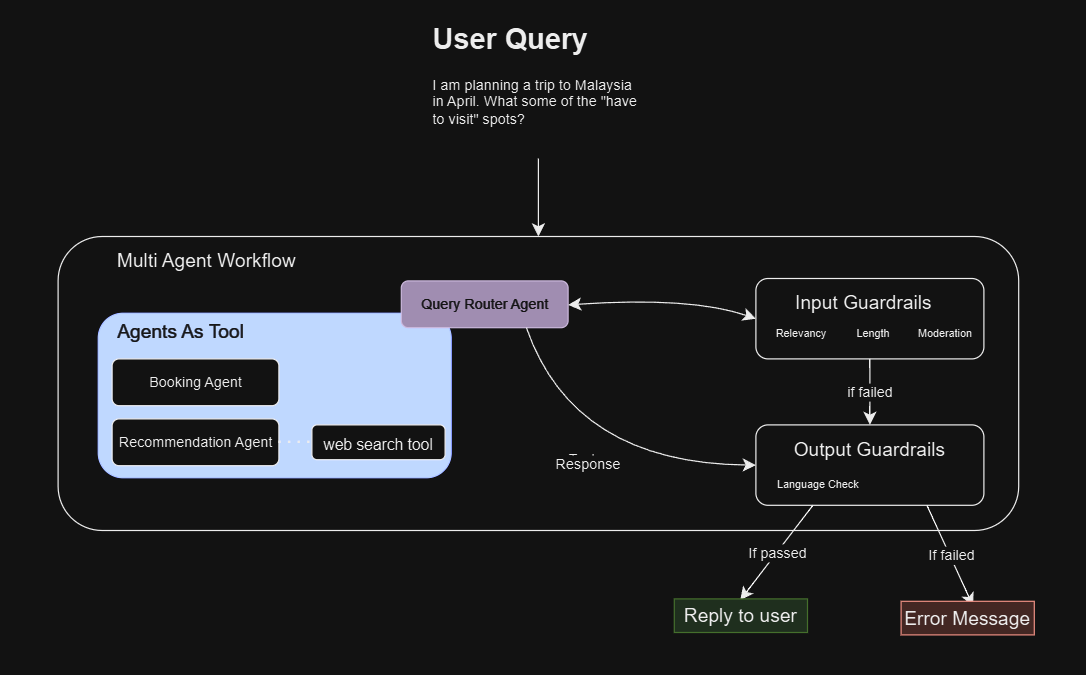 User Query
I am planning a trip to Malaysia
in April. What some of the "have
to visit" spots?
Multi Agent Workflow
Query Router Agent
Input Guardrails
Relevancy Length Moderation
Agents As Tool
Booking Agent
if failed
Recommendation Agent
web search tool
Output Guardrails
Response
Language Check
If passed
If failed
Reply to user
Error Message